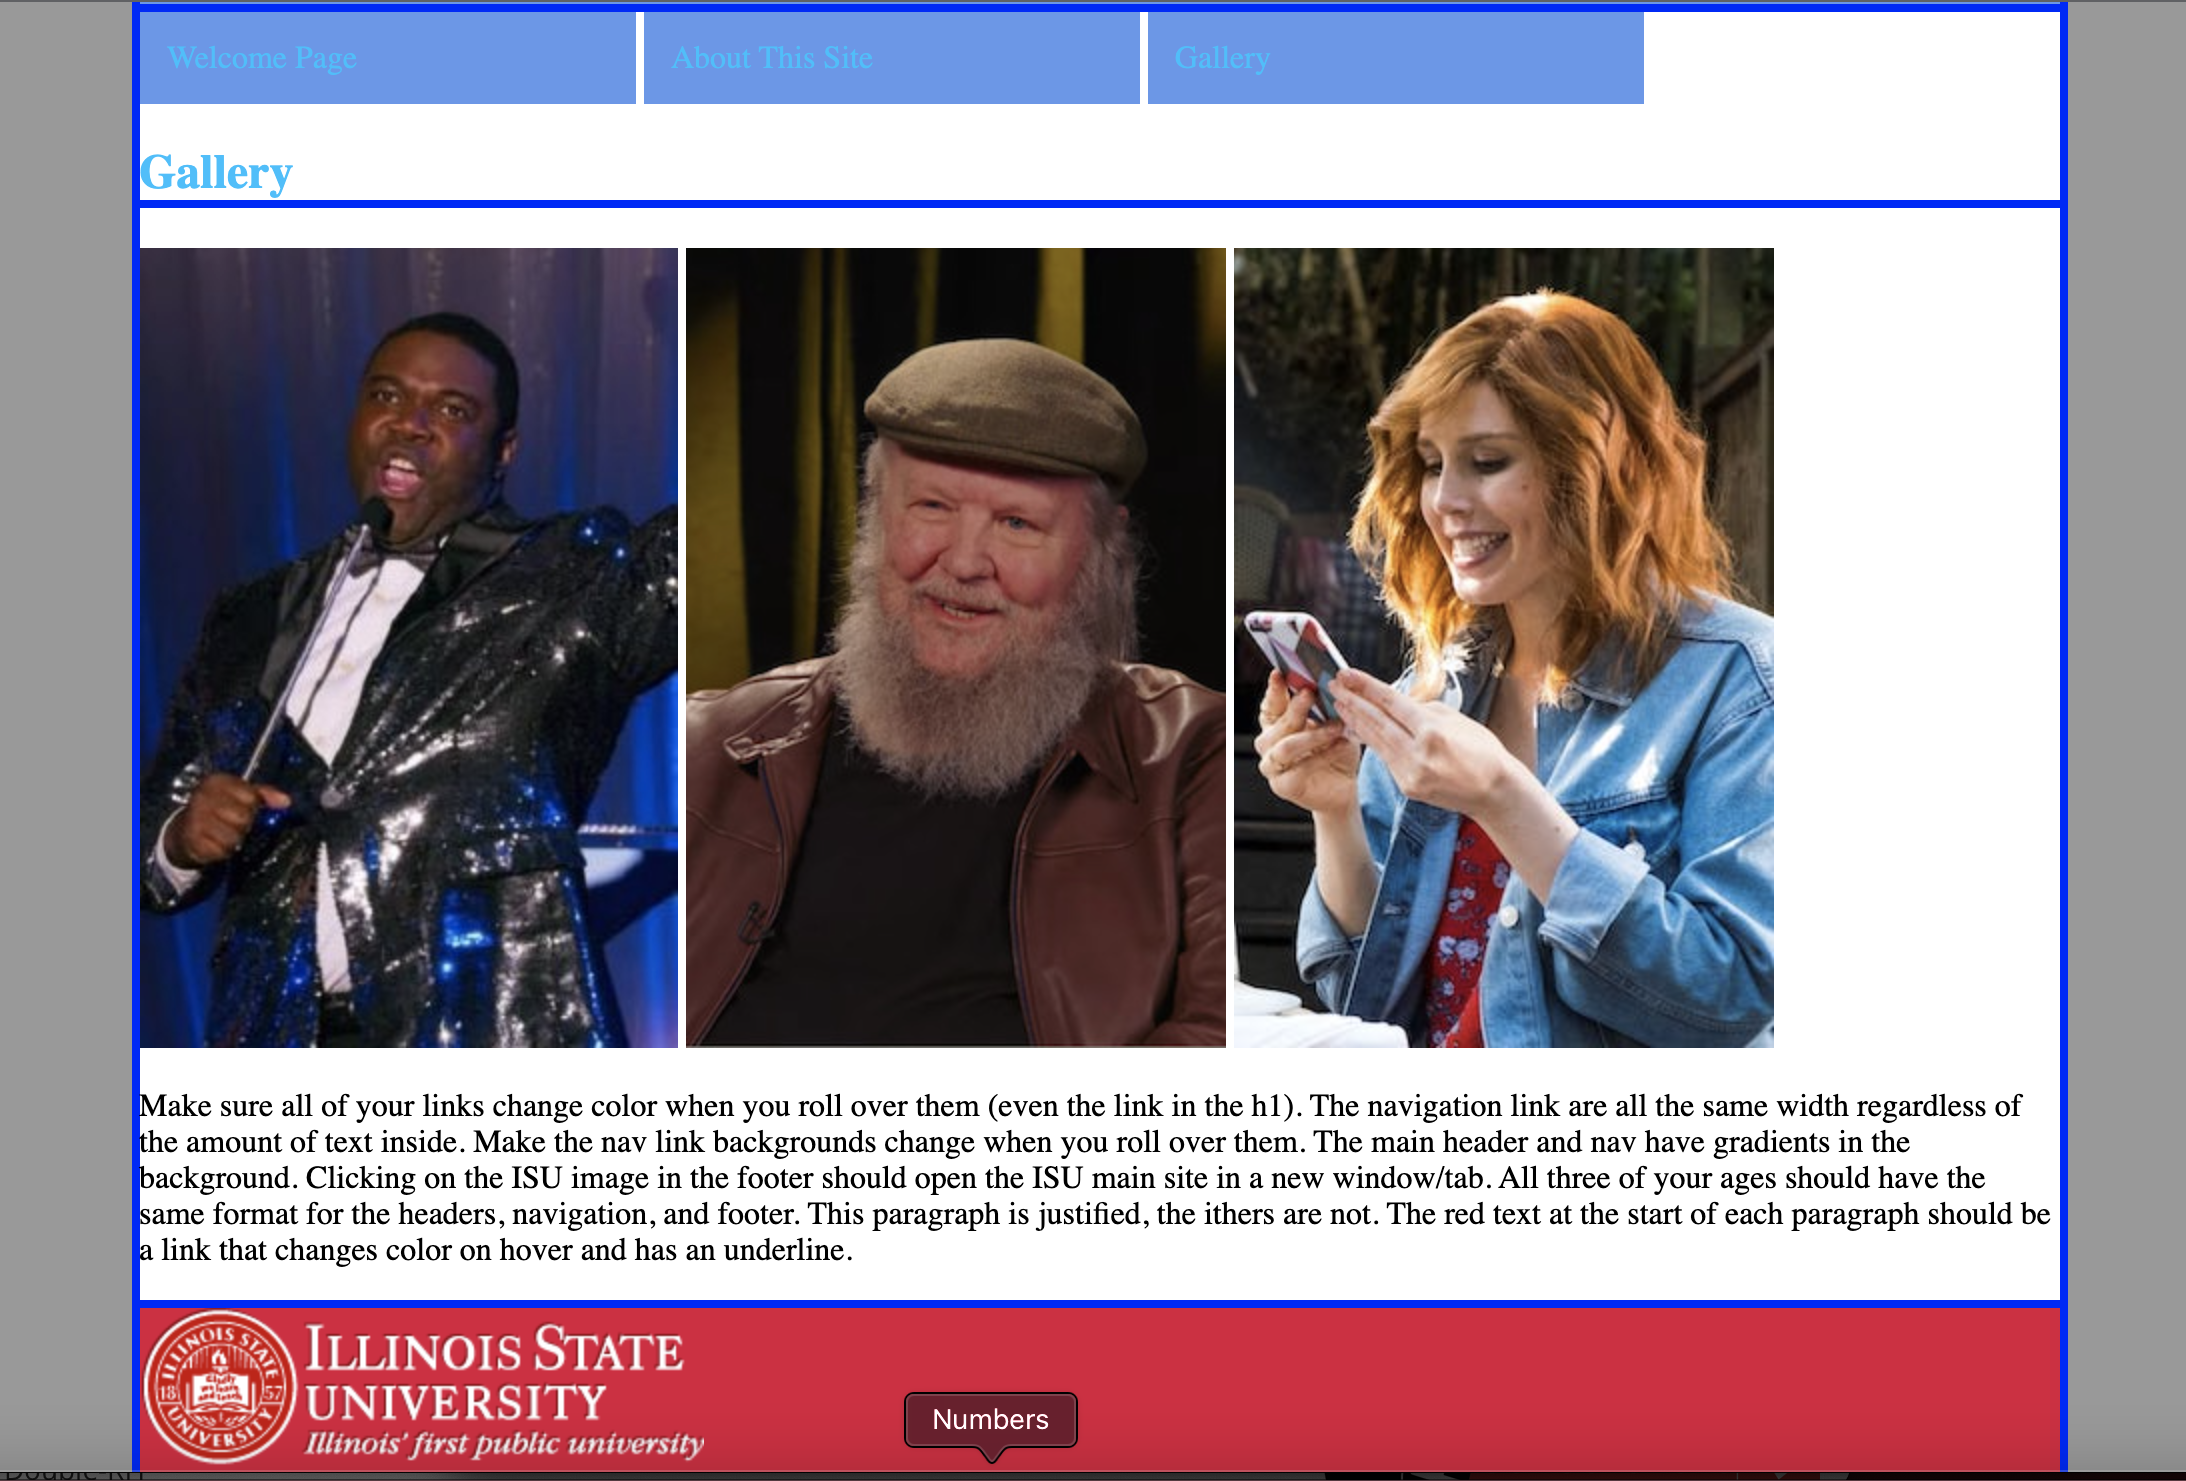 Welcome Page
About This Site
Gallery
Gallery
Make sure all of your links change color when you roll over them (even the link in the h1). The navigation link are all the same width regardless of
the amount of text inside. Make the nav link backgrounds change when you roll over them. The main header and nav have gradients in the
background. Clicking on the ISU image in the footer should open the ISU main site in a new window/tab. All three of your ages should have the
same format for the headers, navigation, and footer. This paragraph is justified, the ithers are not. The red text at the start of each paragraph should be
a link that changes color on hover and has an underline.
ILLINOIS STATE UNIVERSITY
18 57
ILLINOIS STATE
UNIVERSITY
Illinois' first public university
Numbers